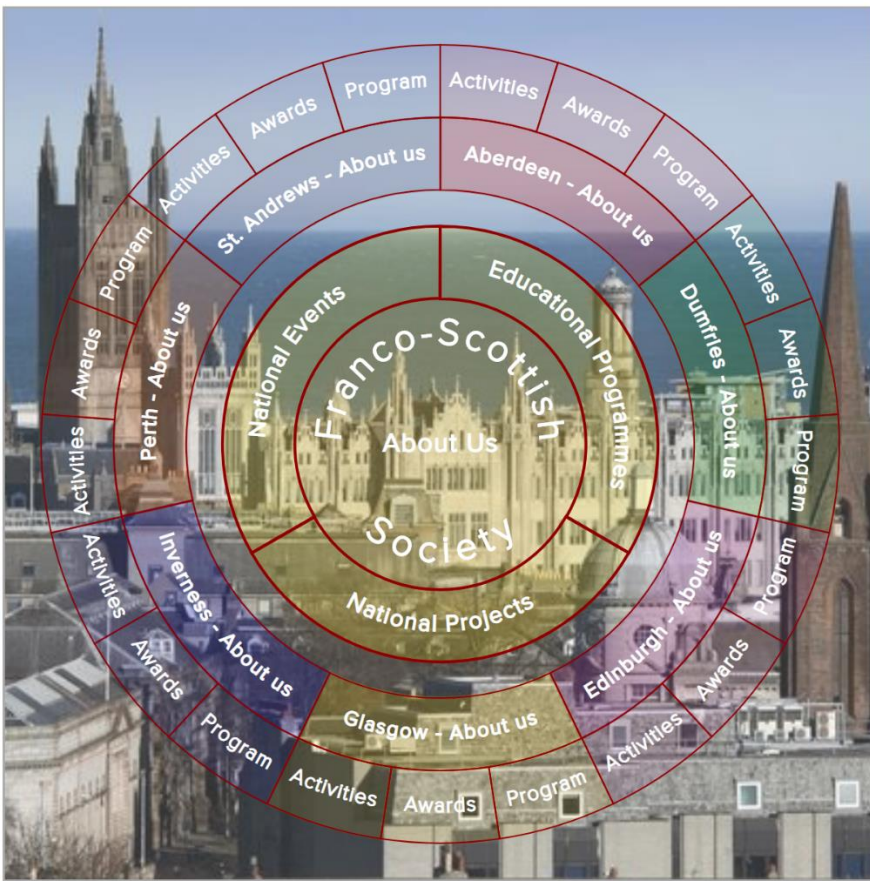 Franco-Scottish
About Us
Society
National Events
Educational Programmes
National Projects
Aberdeen - About us
Activities
Awards
Program
Dumfries - About us
Activities
Awards
Program
Edinburgh - About us
Program
Awards
Activities
Glasgow - About us
Activities
Awards
Program
Inverness - About us
Activities
Awards
Program
Perth - About us
Activities
Awards
Program
St. Andrews - About us
Activities
Awards
Program